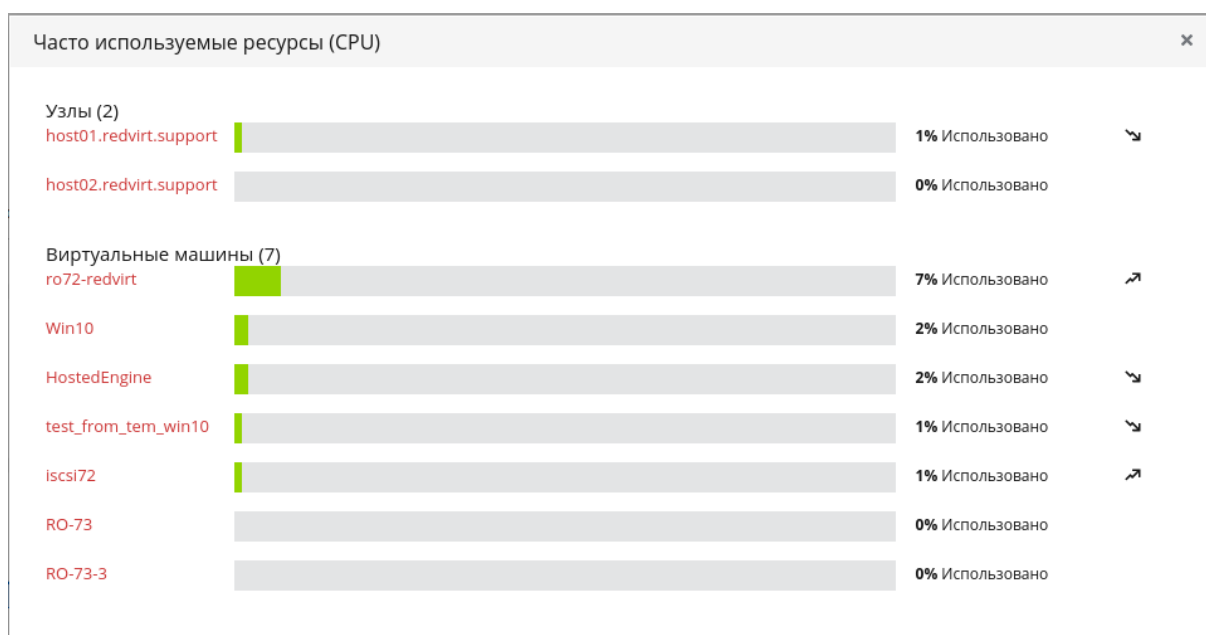 Часто используемые ресурсы (CPU)
Узлы (2)
host01.redvirt.support 1% Использовано
host02.redvirt.support 0% Использовано
Виртуальные машины (7)
ro72-redvirt 7% Использовано
Win10 2% Использовано
HostedEngine 2% Использовано
test_from_tem_win10 1% Использовано
iscsi72 1% Использовано
RO-73 0% Использовано
RO-73-3 0% Использовано